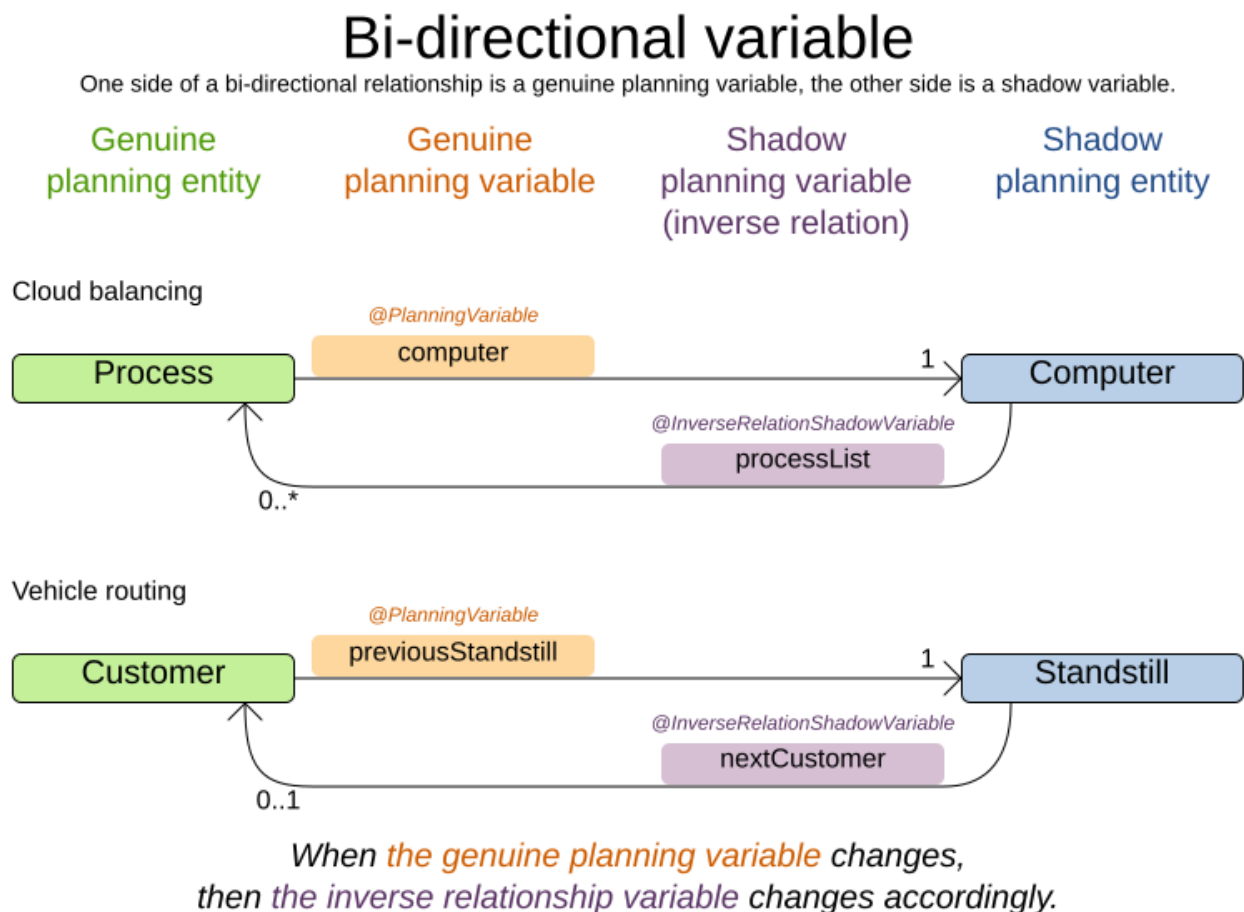 Bi-directional variable
One side of a bi-directional relationship is a genuine planning variable, the other side is a shadow variable.
Genuine
planning entity
Genuine
planning variable
Shadow
planning variable
(inverse relation)
Shadow
planning entity
Cloud balancing
@PlanningVariable
computer
Process
1
Computer
@InverseRelationShadowVariable
processList
0..*
Vehicle routing
@PlanningVariable
previousStandstill
Customer
1
Standstill
@InverseRelationShadowVariable
nextCustomer
0..1
When the genuine planning variable changes,
then the inverse relationship variable changes accordingly.